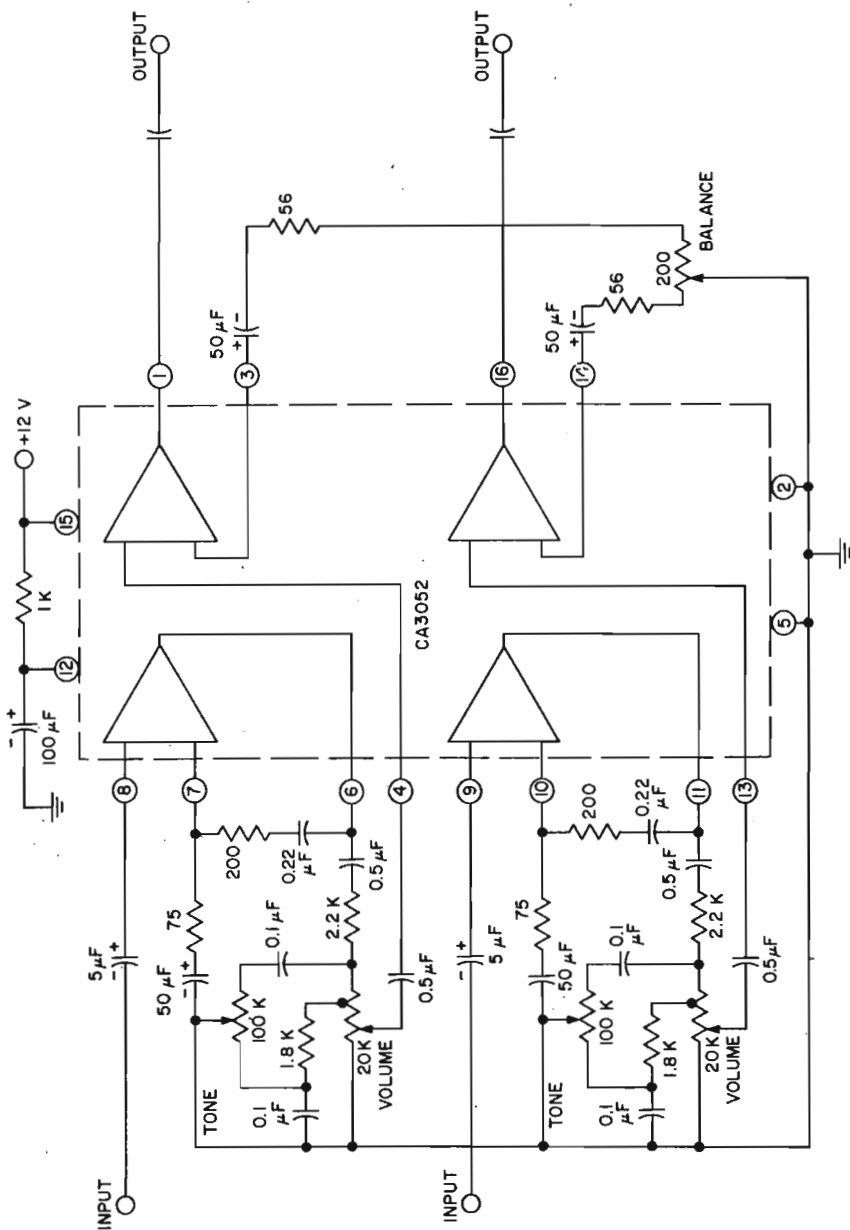 +12 V
100 µF
- +
12
1K
15
INPUT
5 µF
- +
8
1
OUTPUT
50 µF
- +
75
7
TONE
100 K
0.1 µF
200
0.22
µF
3
50 µF
+ -
56
0.1
µF
1.8 K
20 K
VOLUME
2.2 K
0.5 µF
6
0.5 µF
4
CA3052
INPUT
5 µF
- +
9
16
OUTPUT
50 µF
75
10
TONE
100 K
0.1
µF
200
0.22
µF
14
50 µF
+ -
56
200
BALANCE
0.1
µF
1.8 K
20 K
VOLUME
2.2 K
0.5 µF
11
0.5 µF
13
5
2